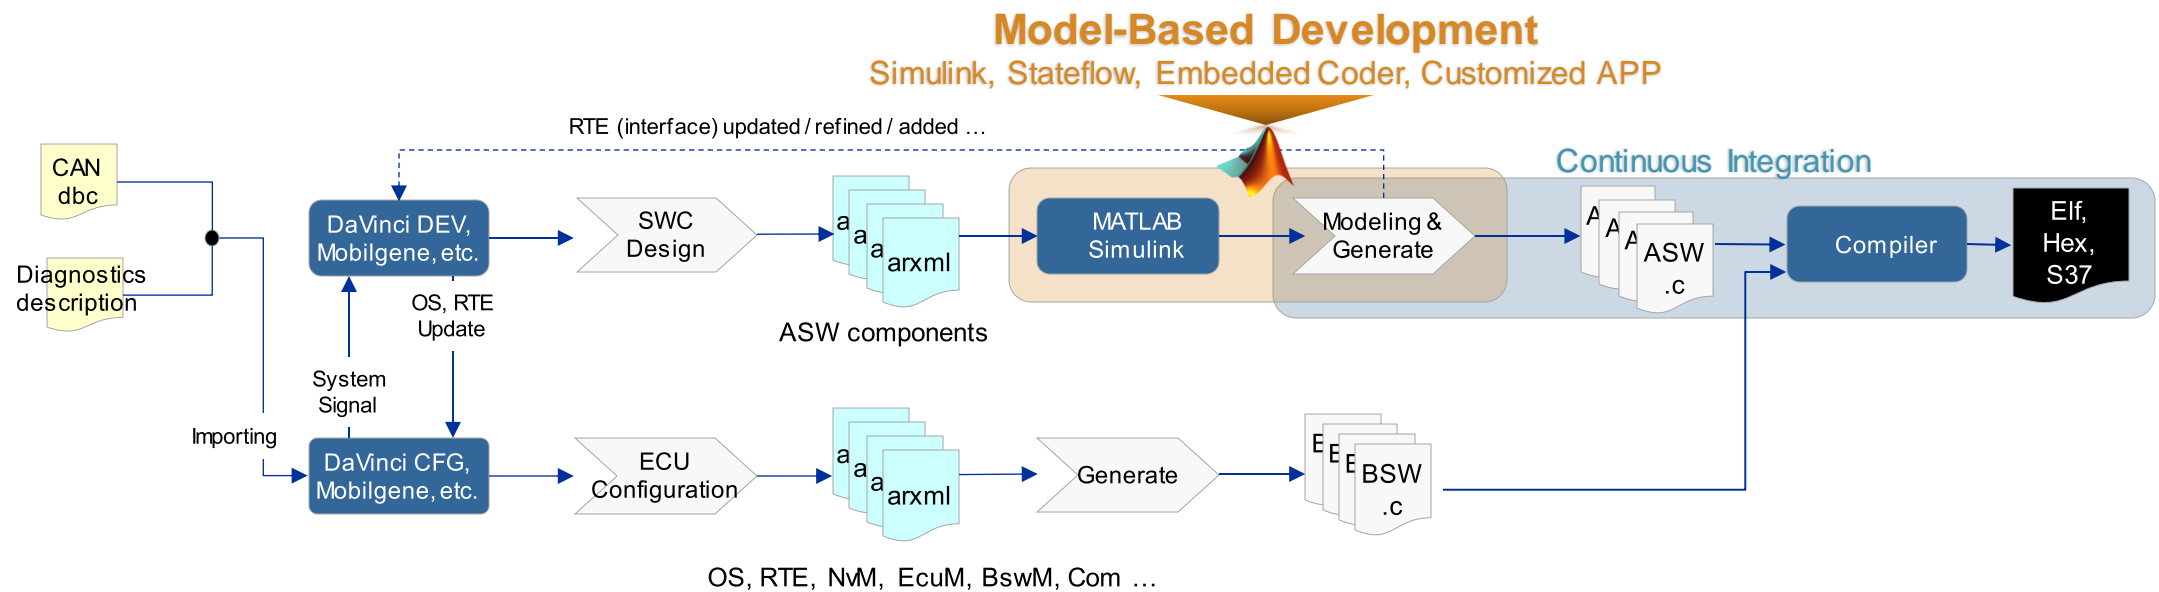 Model-Based Development
Simulink, Stateflow, Embedded Coder, Customized APP
RTE (interface) updated / refined / added …
Continuous Integration
CAN
dbc
Diagnostics
description
Importing
DaVinci DEV,
Mobilgene, etc.
OS, RTE
Update
System
Signal
DaVinci CFG,
Mobilgene, etc.
SWC
Design
a
a
a
arxml
ASW components
MATLAB
Simulink
Modeling &
Generate
A
A
A
ASW
.c
Compiler
Elf,
Hex,
S37
ECU
Configuration
a
a
a
arxml
Generate
B
B
B
BSW
.c
OS, RTE, NvM, EcuM, BswM, Com …